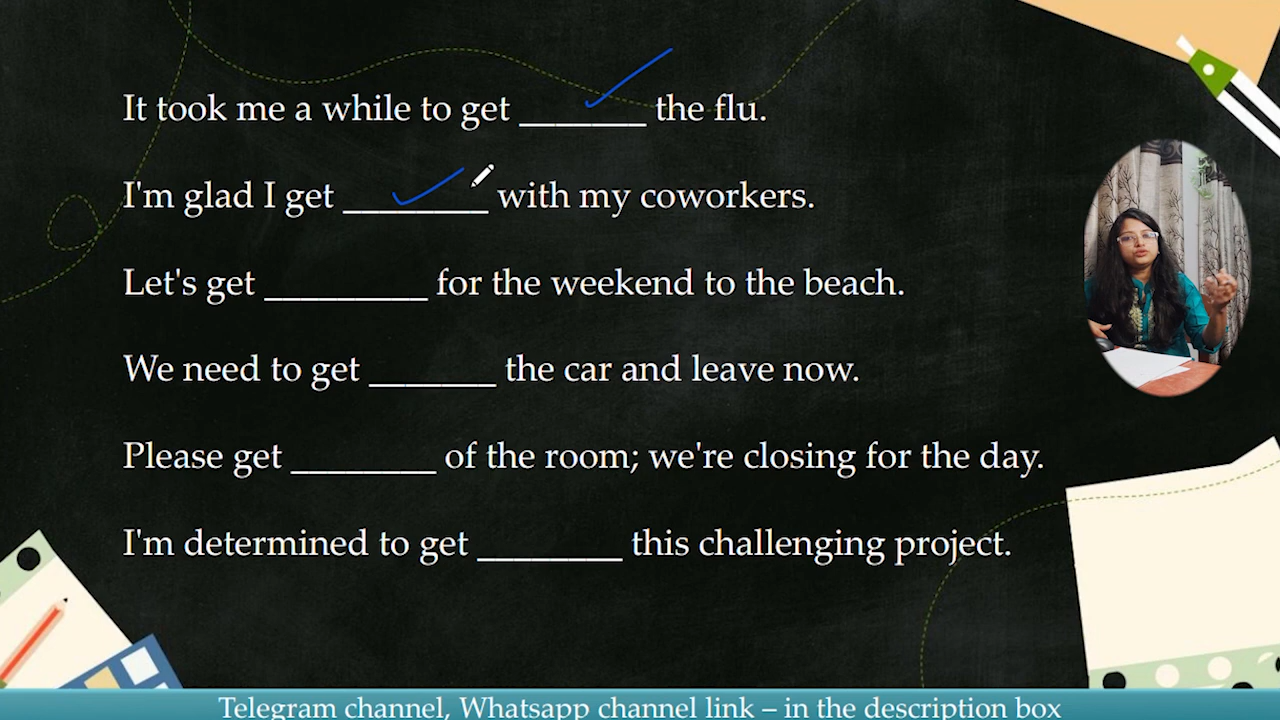 It took me a while to get _______ the flu.
I'm glad I get ________ with my coworkers.
Let's get _________ for the weekend to the beach.
We need to get _______ the car and leave now.
Please get ________ of the room; we're closing for the day.
I'm determined to get ________ this challenging project.
Telegram channel, Whatsapp channel link – in the description box